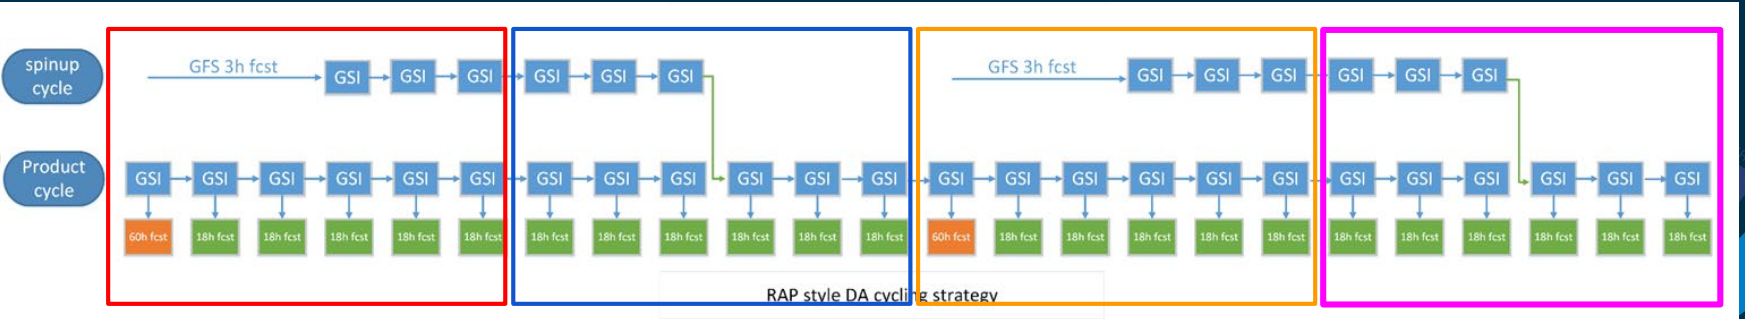 spinup
cycle
GFS 3h fcst
GSI GSI GSI GSI GSI GSI
GFS 3h fcst
GSI GSI GSI GSI GSI GSI
Product
cycle
GSI GSI GSI GSI GSI GSI GSI GSI GSI GSI GSI GSI GSI GSI GSI GSI GSI GSI GSI GSI GSI GSI GSI GSI
60h fcst 18h fcst 18h fcst 18h fcst 18h fcst 18h fcst 18h fcst 18h fcst 18h fcst 18h fcst 18h fcst 18h fcst 60h fcst 18h fcst 18h fcst 18h fcst 18h fcst 18h fcst 18h fcst 18h fcst 18h fcst 18h fcst 18h fcst 18h fcst
RAP style DA cycling strategy